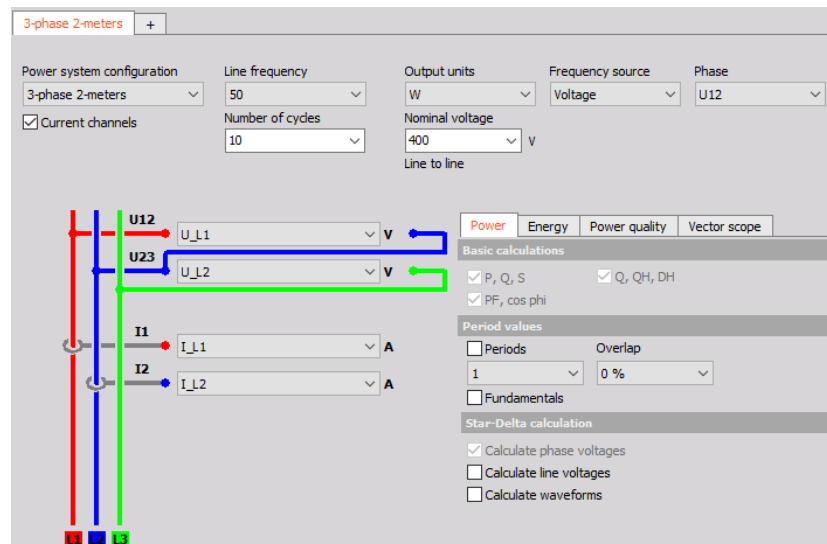 3-phase 2-meters +
Power system configuration Line frequency Output units Frequency source Phase
3-phase 2-meters 50 W Voltage U12
Current channels Number of cycles Nominal voltage
10 400 V
Line to line
U12
U_L1 V
U23
U_L2 V
I1
I_L1 A
I2
I_L2 A
L1 L2 L3
Power Energy Power quality Vector scope
Basic calculations
P, Q, S Q, QH, DH
PF, cos phi
Period values
Periods Overlap
1 0 %
Fundamentals
Star-Delta calculation
Calculate phase voltages
Calculate line voltages
Calculate waveforms